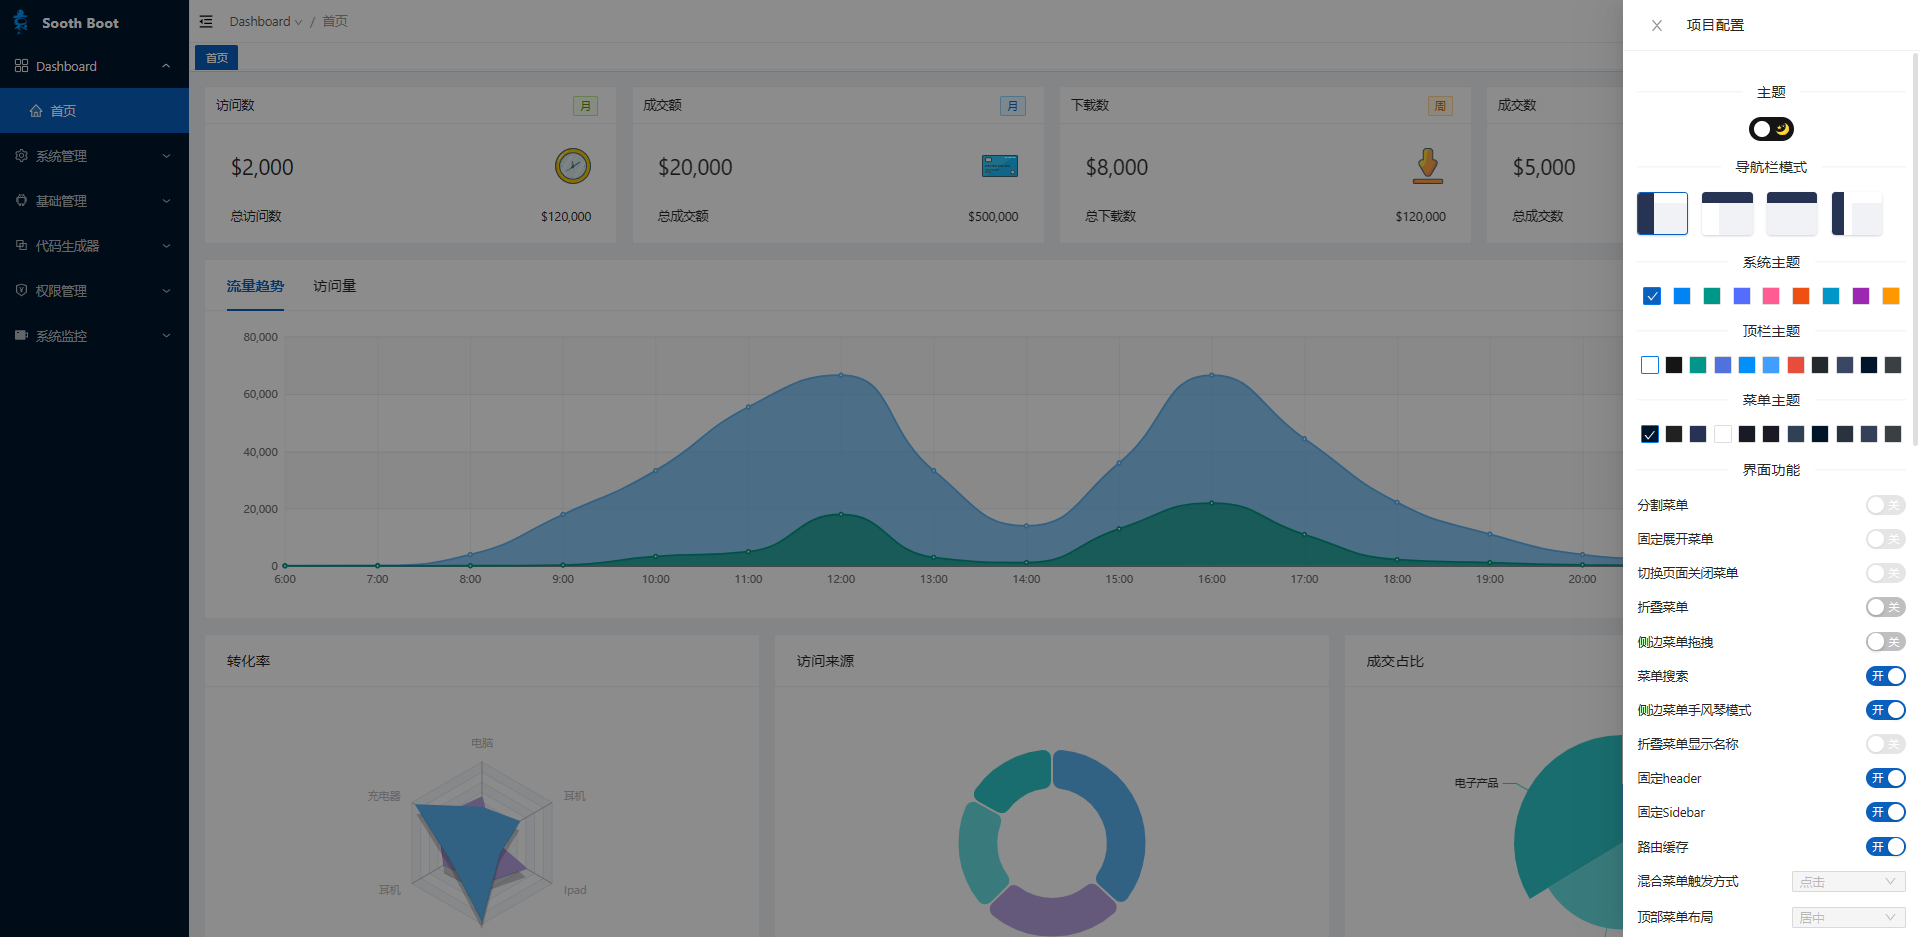 Sooth Boot
Dashboard
首页
系统管理
基础管理
代码生成器
权限管理
系统监控
Dashboard / 首页
首页
访问数 月
$2,000
总访问数 $120,000
成交额 月
$20,000
总成交额 $500,000
下载数 周
$8,000
总下载数 $120,000
成交数
$5,000
总成交数
流量趋势 访问量
80,000
60,000
40,000
20,000
0
6:00 7:00 8:00 9:00 10:00 11:00 12:00 13:00 14:00 15:00 16:00 17:00 18:00 19:00 20:00
转化率
电脑
充电器 耳机
耳机 Ipad
访问来源
成交占比
电子产品
项目配置
主题
导航栏模式
系统主题
顶栏主题
菜单主题
界面功能
分割菜单 关
固定展开菜单 关
切换页面关闭菜单 关
折叠菜单 关
侧边菜单拖拽 关
菜单搜索 开
侧边菜单手风琴模式 开
折叠菜单显示名称 关
固定header 开
固定Sidebar 开
路由缓存 开
混合菜单触发方式 点击
顶部菜单布局 居中